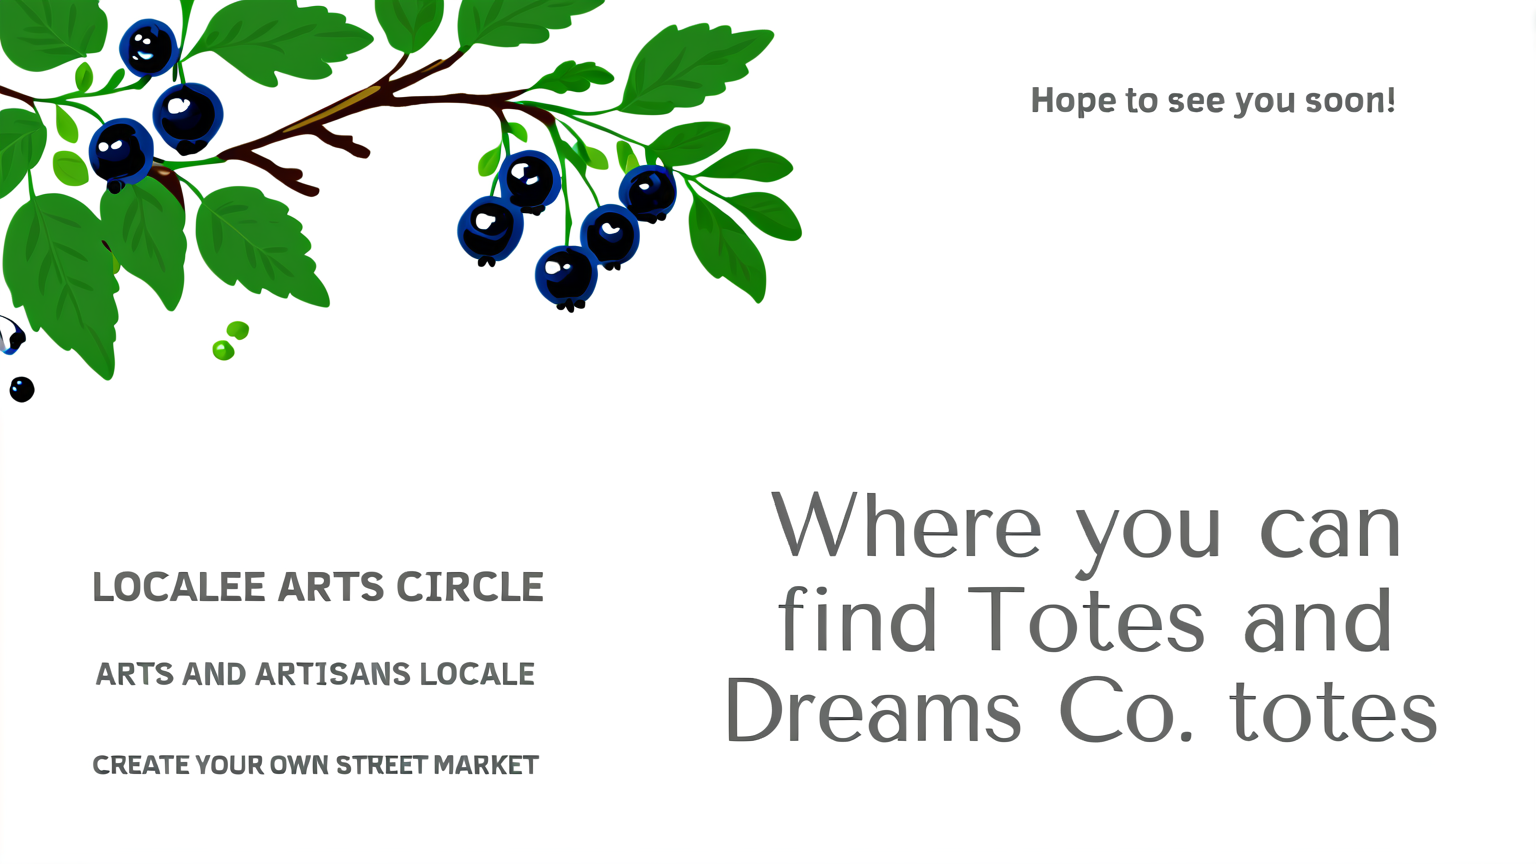 Hope to see you soon!
LOCALEE ARTS CIRCLE
ARTS AND ARTISANS LOCALE
CREATE YOUR OWN STREET MARKET
Where you can
find Totes and
Dreams Co. totes